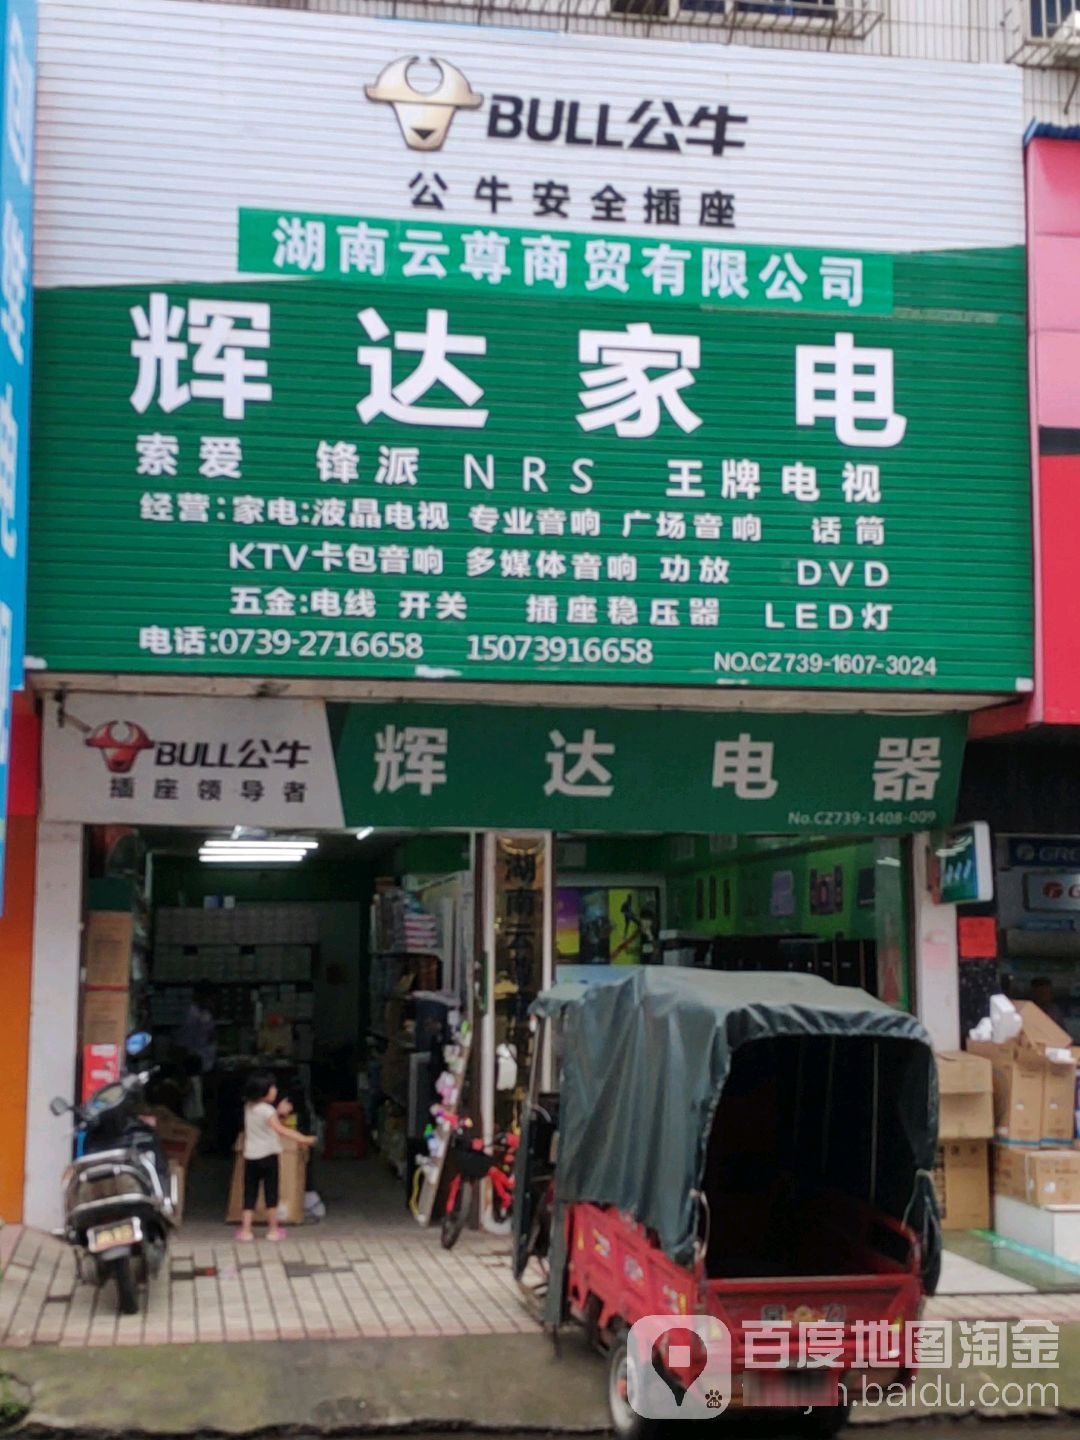 BULL公牛
公牛安全插座
湖南云尊商贸有限公司
辉达家电
索爱 锋派 NRS 王牌电视
经营:家电:液晶电视 专业音响 广场音响 话筒
KTV卡包音响 多媒体音响 功放 DVD
五金:电线 开关 插座稳压器 LED灯
电话:0739-2716658 15073916658 NO.CZ739-1607-3024
BULL公牛
插座领导者
辉达电器
No.CZ739-1408-009
湖南云
百度地图淘金
.baidu.com